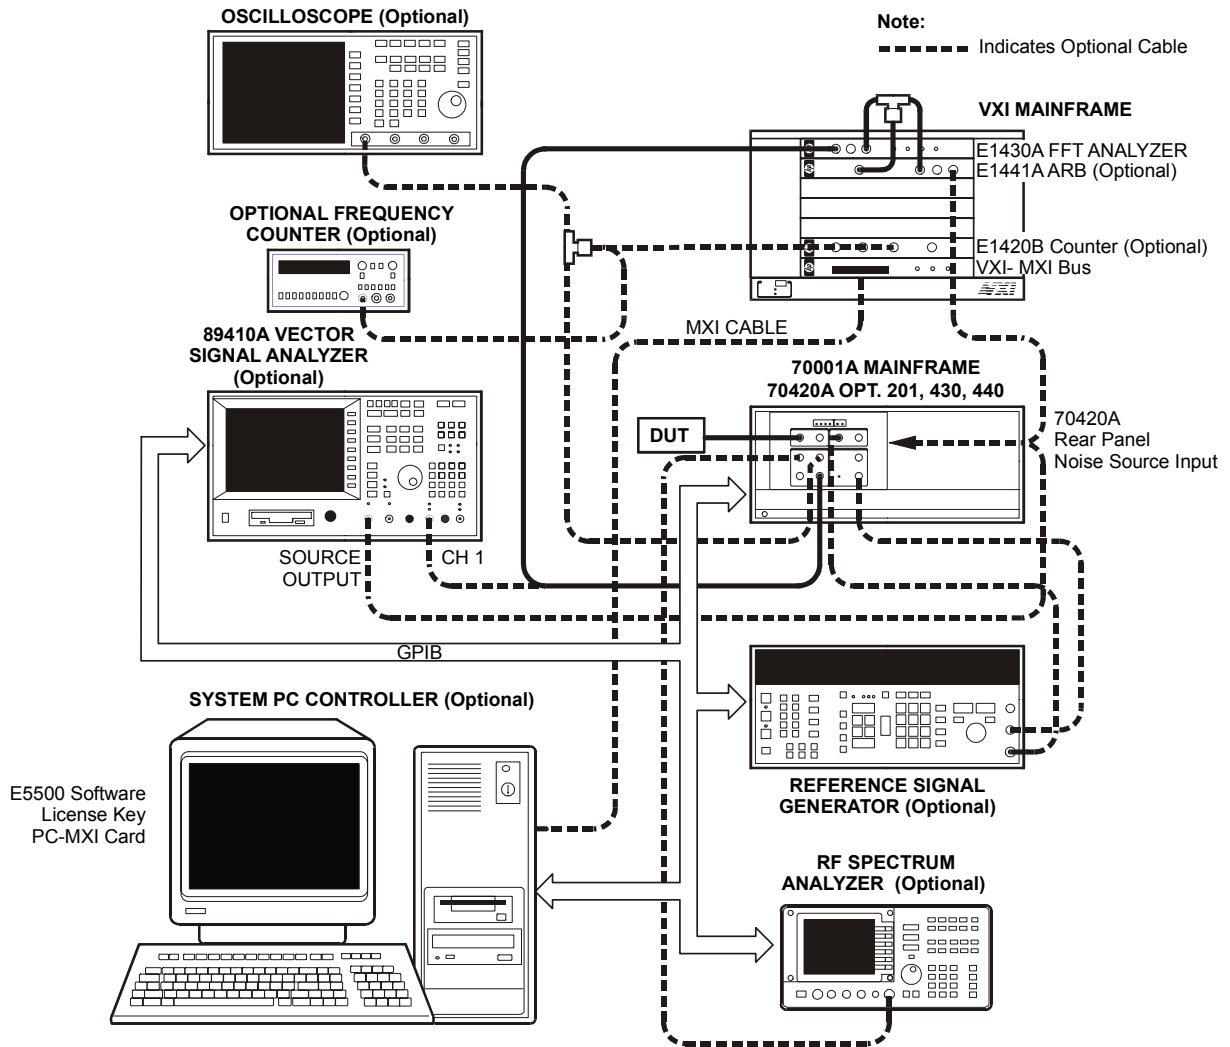 OSCILLOSCOPE (Optional)
Note:
Indicates Optional Cable
VXI MAINFRAME
E1430A FFT ANALYZER
E1441A ARB (Optional)
OPTIONAL FREQUENCY
COUNTER (Optional)
E1420B Counter (Optional)
VXI- MXI Bus
VXI
MXI CABLE
89410A VECTOR
SIGNAL ANALYZER
(Optional)
70001A MAINFRAME
70420A OPT. 201, 430, 440
DUT
70420A
Rear Panel
Noise Source Input
SOURCE
OUTPUT
CH 1
GPIB
SYSTEM PC CONTROLLER (Optional)
E5500 Software
License Key
PC-MXI Card
REFERENCE SIGNAL
GENERATOR (Optional)
RF SPECTRUM
ANALYZER (Optional)